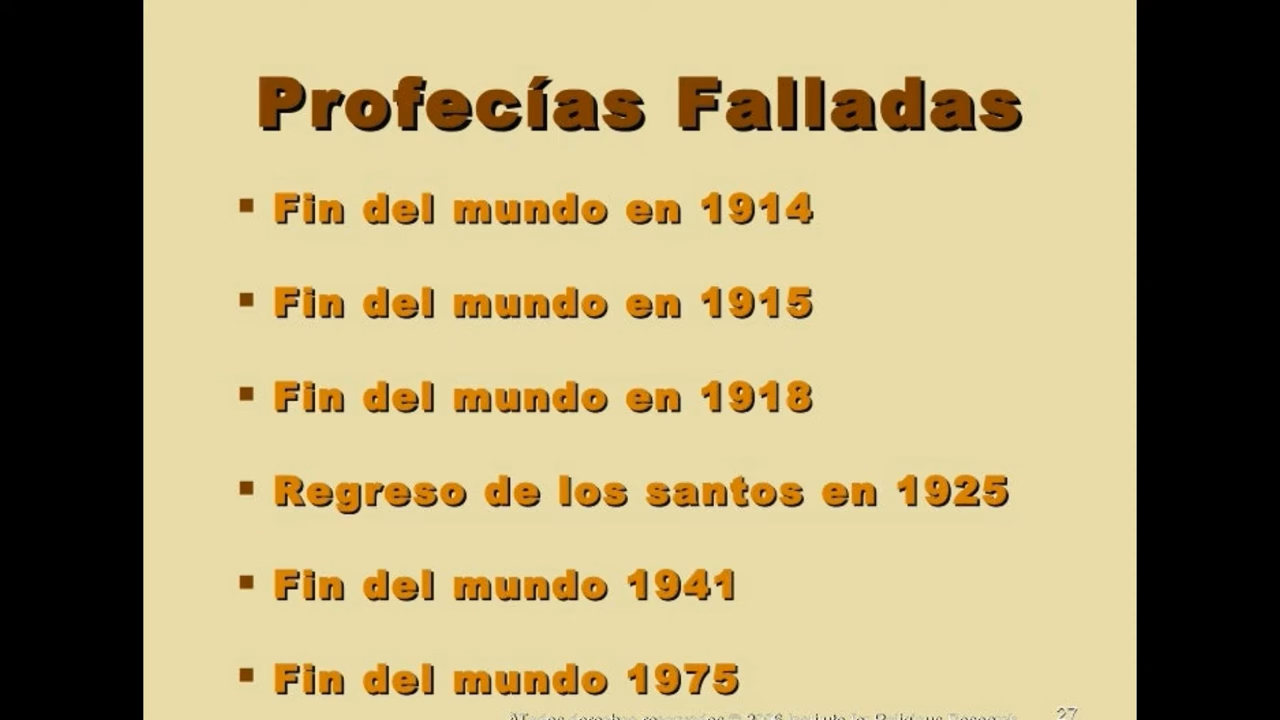 Profecías Falladas
▪ Fin del mundo en 1914
▪ Fin del mundo en 1915
▪ Fin del mundo en 1918
▪ Regreso de los santos en 1925
▪ Fin del mundo 1941
▪ Fin del mundo 1975
27